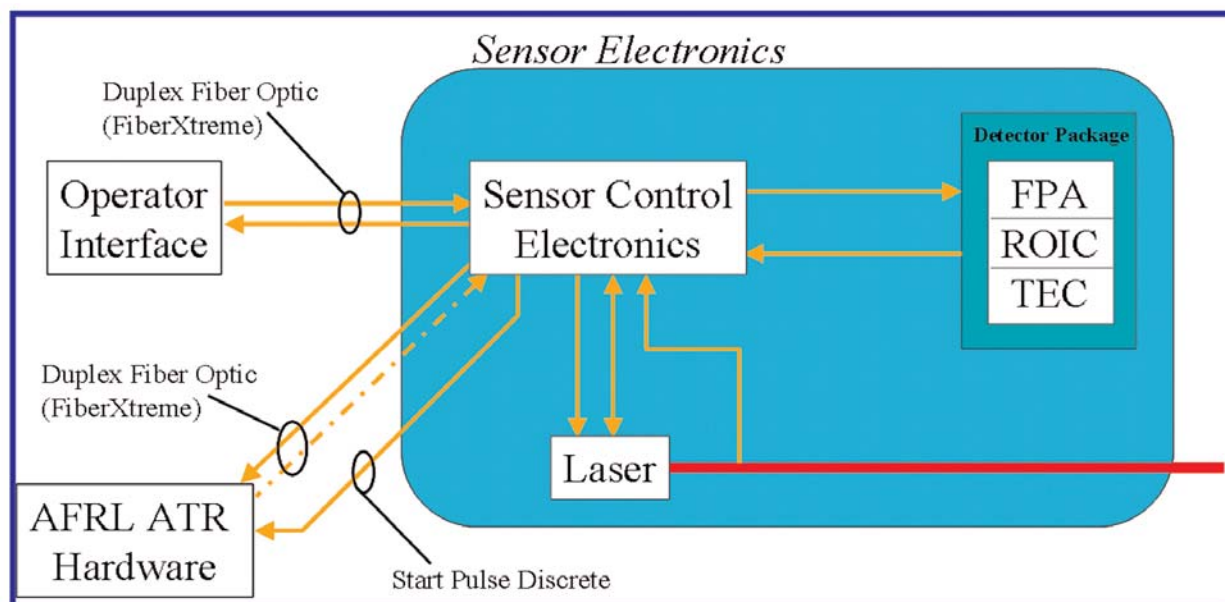 Sensor Electronics
Duplex Fiber Optic
(FiberXtreme)
Operator
Interface
Sensor Control
Electronics
Detector Package
FPA
ROIC
TEC
Duplex Fiber Optic
(FiberXtreme)
Laser
AFRL ATR
Hardware
Start Pulse Discrete